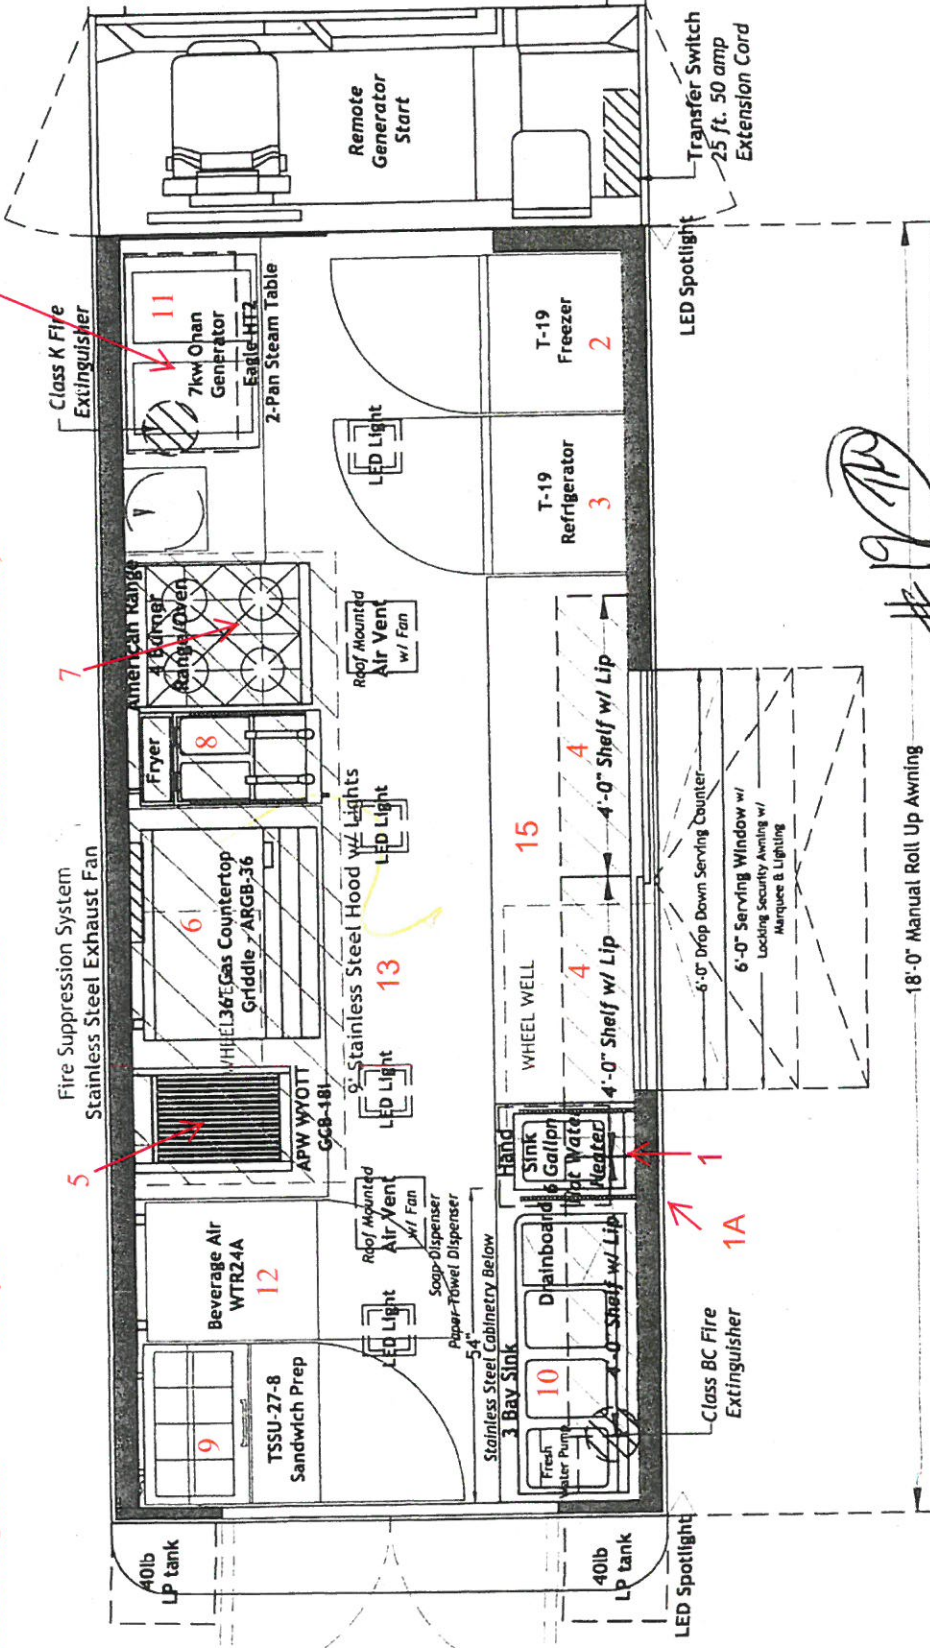 Transfer Switch
25 ft. 50 amp
Extension Cord
Remote
Generator
Start
LED Spotlight
Class K Fire
Extinguisher
11
7kw Onan
Generator
Eagle HT2
2-Pan Steam Table
T-19
Freezer
2
T-19
Refrigerator
3
LED Light
American Range
4 Burner
Range/Oven
7
Roof Mounted
Air Vent
w/ Fan
Fryer
8
Fire Suppression System
Stainless Steel Exhaust Fan
6
36" Gas Countertop
Griddle - ARGB-36
9' Stainless Steel Hood w/ Lights
LED Light
13
15
4
4'-0" Shelf w/ Lip
WHEEL WELL
4
4'-0" Shelf w/ Lip
6'-0" Drop Down Serving Counter
6'-0" Serving Window w/
Locking Security Awning w/
Marquee & Lighting
18'-0" Manual Roll Up Awning
5
APW WYOTT
GCB-18i
LED Light
Hand
Sink
6 Gallon
Hot Water
Heater
1
1A
Beverage Air
WTR24A
12
Roof Mounted
Air Vent
w/ Fan
Soap Dispenser
Paper Towel Dispenser
LED Light
54"
Stainless Steel Cabinetry Below
3 Bay Sink
Drainboard
4'-0" Shelf w/ Lip
10
Fresh
Water Pump
Class BC Fire
Extinguisher
9
TSSU-27-8
Sandwich Prep
40lb
LP tank
40lb
LP tank
LED Spotlight